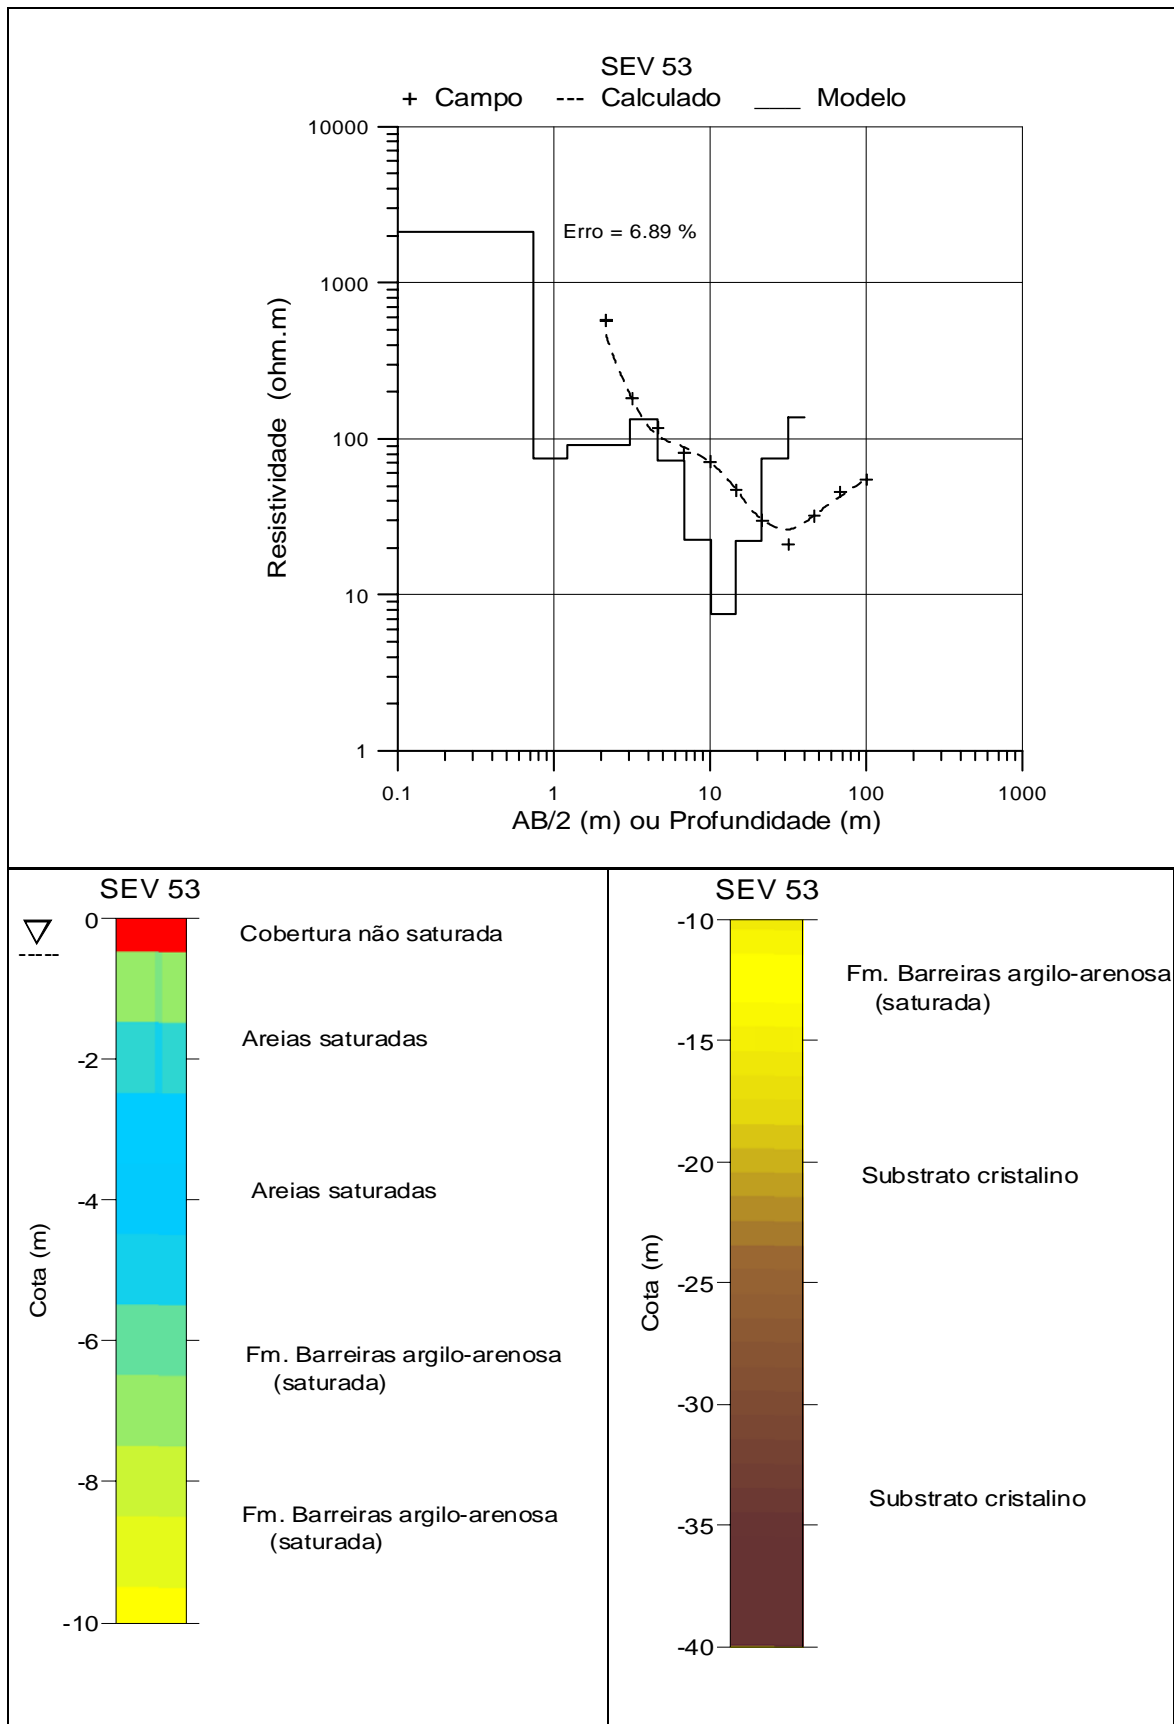 SEV 53
+ Campo --- Calculado ___ Modelo
10000
1000
100
10
1
Erro = 6.89 %
Resistividade (ohm.m)
0.1 1 10 100 1000
AB/2 (m) ou Profundidade (m)
SEV 53
0
-2
-4
-6
-8
-10
Cota (m)
Cobertura não saturada
Areias saturadas
Areias saturadas
Fm. Barreiras argilo-arenosa
(saturada)
Fm. Barreiras argilo-arenosa
(saturada)
SEV 53
-10
-15
-20
-25
-30
-35
-40
Cota (m)
Fm. Barreiras argilo-arenosa
(saturada)
Substrato cristalino
Substrato cristalino